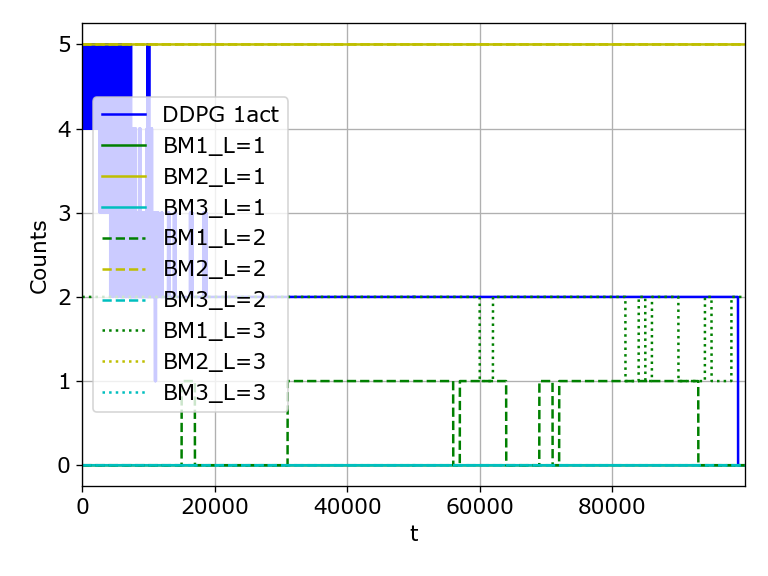 5
4
3
2
1
0
Counts
DDPG 1act
BM1_L=1
BM2_L=1
BM3_L=1
BM1_L=2
BM2_L=2
BM3_L=2
BM1_L=3
BM2_L=3
BM3_L=3
0 20000 40000 60000 80000
t